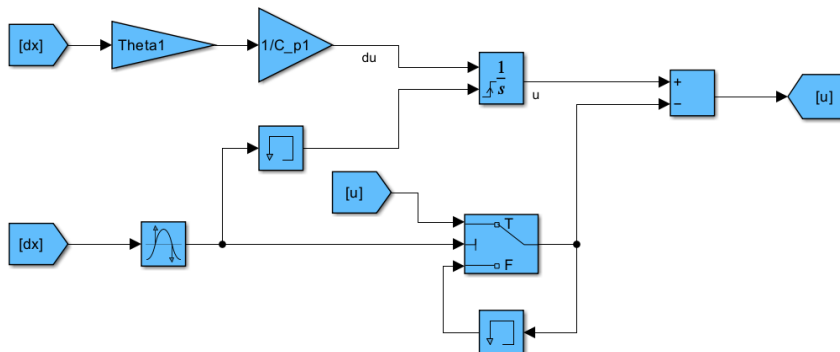 [dx]
Theta1
1/C_p1
du
1
s
u
+
−
[u]
[u]
[dx]
T
F